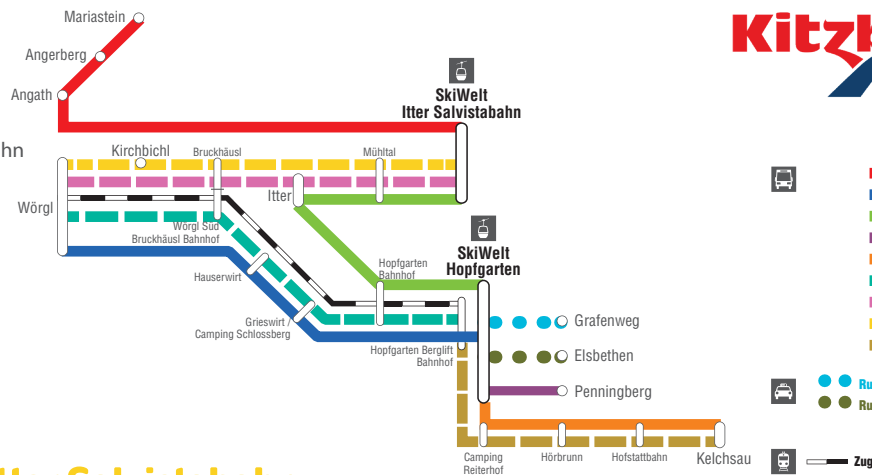 Mariastein
Angerberg
Angath
SkiWelt
Itter Salvistabahn
Kirchbichl
Bruckhäusl
Mühltal
Wörgl
Itter
Wörgl Süd
Bruckhäusl Bahnhof
Hauserwirt
Hopfgarten
Bahnhof
SkiWelt
Hopfgarten
Grieswirt /
Camping Schlossberg
Hopfgarten Berglift
Bahnhof
Grafenweg
Elsbethen
Penningberg
Camping
Reiterhof
Hörbrunn
Hofstattbahn
Kelchsau
Zug